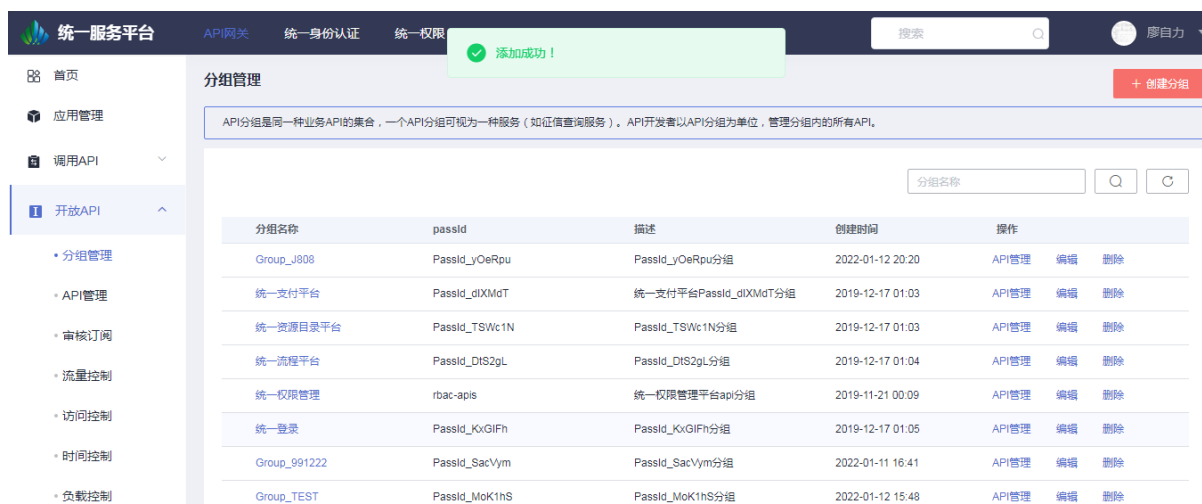 统一服务平台 API网关 统一身份认证 统一权限 搜索 廖自力
添加成功！
首页
分组管理
+ 创建分组
应用管理
API分组是同一种业务API的集合，一个API分组可视为一种服务（如征信查询服务）。API开发者以API分组为单位，管理分组内的所有API。
调用API
分组名称
开放API
分组名称 passId 描述 创建时间 操作
分组管理
Group_J808 PassId_yOeRpu PassId_yOeRpu分组 2022-01-12 20:20 API管理 编辑 删除
API管理
统一支付平台 PassId_dIXMdT 统一支付平台PassId_dIXMdT分组 2019-12-17 01:03 API管理 编辑 删除
审核订阅
统一资源目录平台 PassId_TSWc1N PassId_TSWc1N分组 2019-12-17 01:03 API管理 编辑 删除
统一流程平台 PassId_DtS2gL PassId_DtS2gL分组 2019-12-17 01:04 API管理 编辑 删除
流量控制
统一权限管理 rbac-apis 统一权限管理平台api分组 2019-11-21 00:09 API管理 编辑 删除
访问控制
统一登录 PassId_KxGIFh PassId_KxGIFh分组 2019-12-17 01:05 API管理 编辑 删除
时间控制
Group_991222 PassId_SacVym PassId_SacVym分组 2022-01-11 16:41 API管理 编辑 删除
负载控制
Group_TEST PassId_MoK1hS PassId_MoK1hS分组 2022-01-12 15:48 API管理 编辑 删除